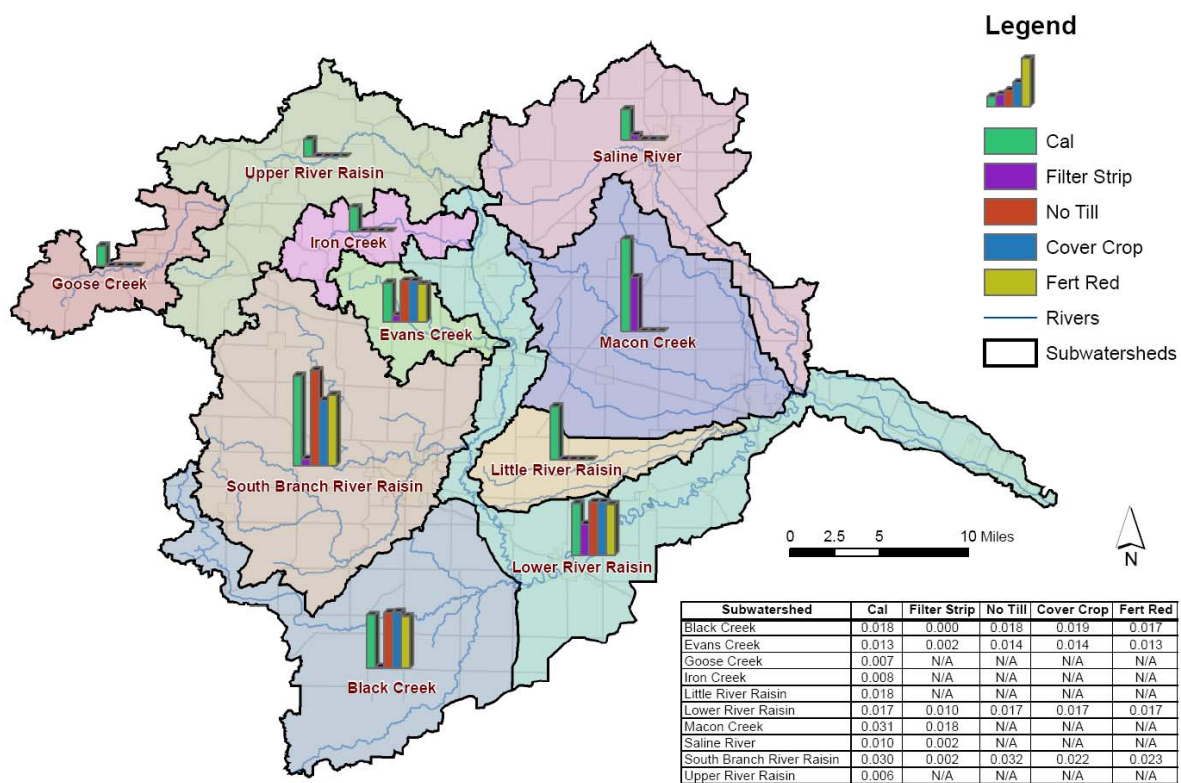 Legend
Cal
Filter Strip
No Till
Cover Crop
Fert Red
Rivers
Subwatersheds
Saline River
Upper River Raisin
Iron Creek
Goose Creek
Evans Creek
Macon Creek
Little River Raisin
South Branch River Raisin
Lower River Raisin
Black Creek
0 2.5 5 10 Miles
N
Subwatershed Cal Filter Strip No Till Cover Crop Fert Red
Black Creek 0.018 0.000 0.018 0.019 0.017
Evans Creek 0.013 0.002 0.014 0.014 0.013
Goose Creek 0.007 N/A N/A N/A N/A
Iron Creek 0.008 N/A N/A N/A N/A
Little River Raisin 0.018 N/A N/A N/A N/A
Lower River Raisin 0.017 0.010 0.017 0.017 0.017
Macon Creek 0.031 0.018 N/A N/A N/A
Saline River 0.010 0.002 N/A N/A N/A
South Branch River Raisin 0.030 0.002 0.032 0.022 0.023
Upper River Raisin 0.006 N/A N/A N/A N/A